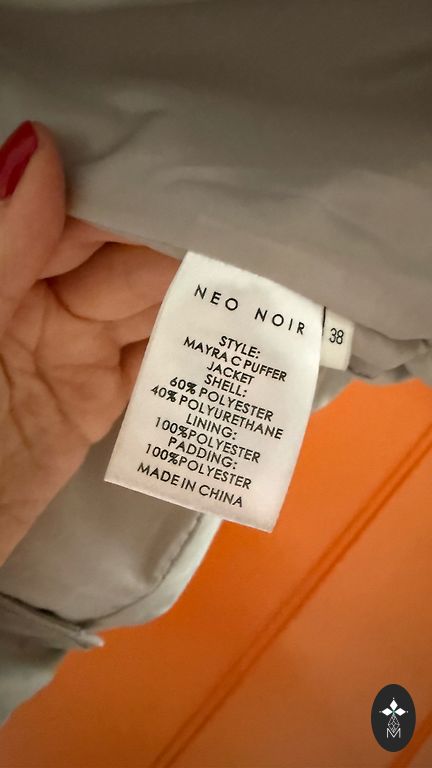 NEO NOIR
38
STYLE:
MAYRA C PUFFER
JACKET
SHELL:
60% POLYESTER
40% POLYURETHANE
LINING:
100%POLYESTER
PADDING:
100%POLYESTER
MADE IN CHINA
M